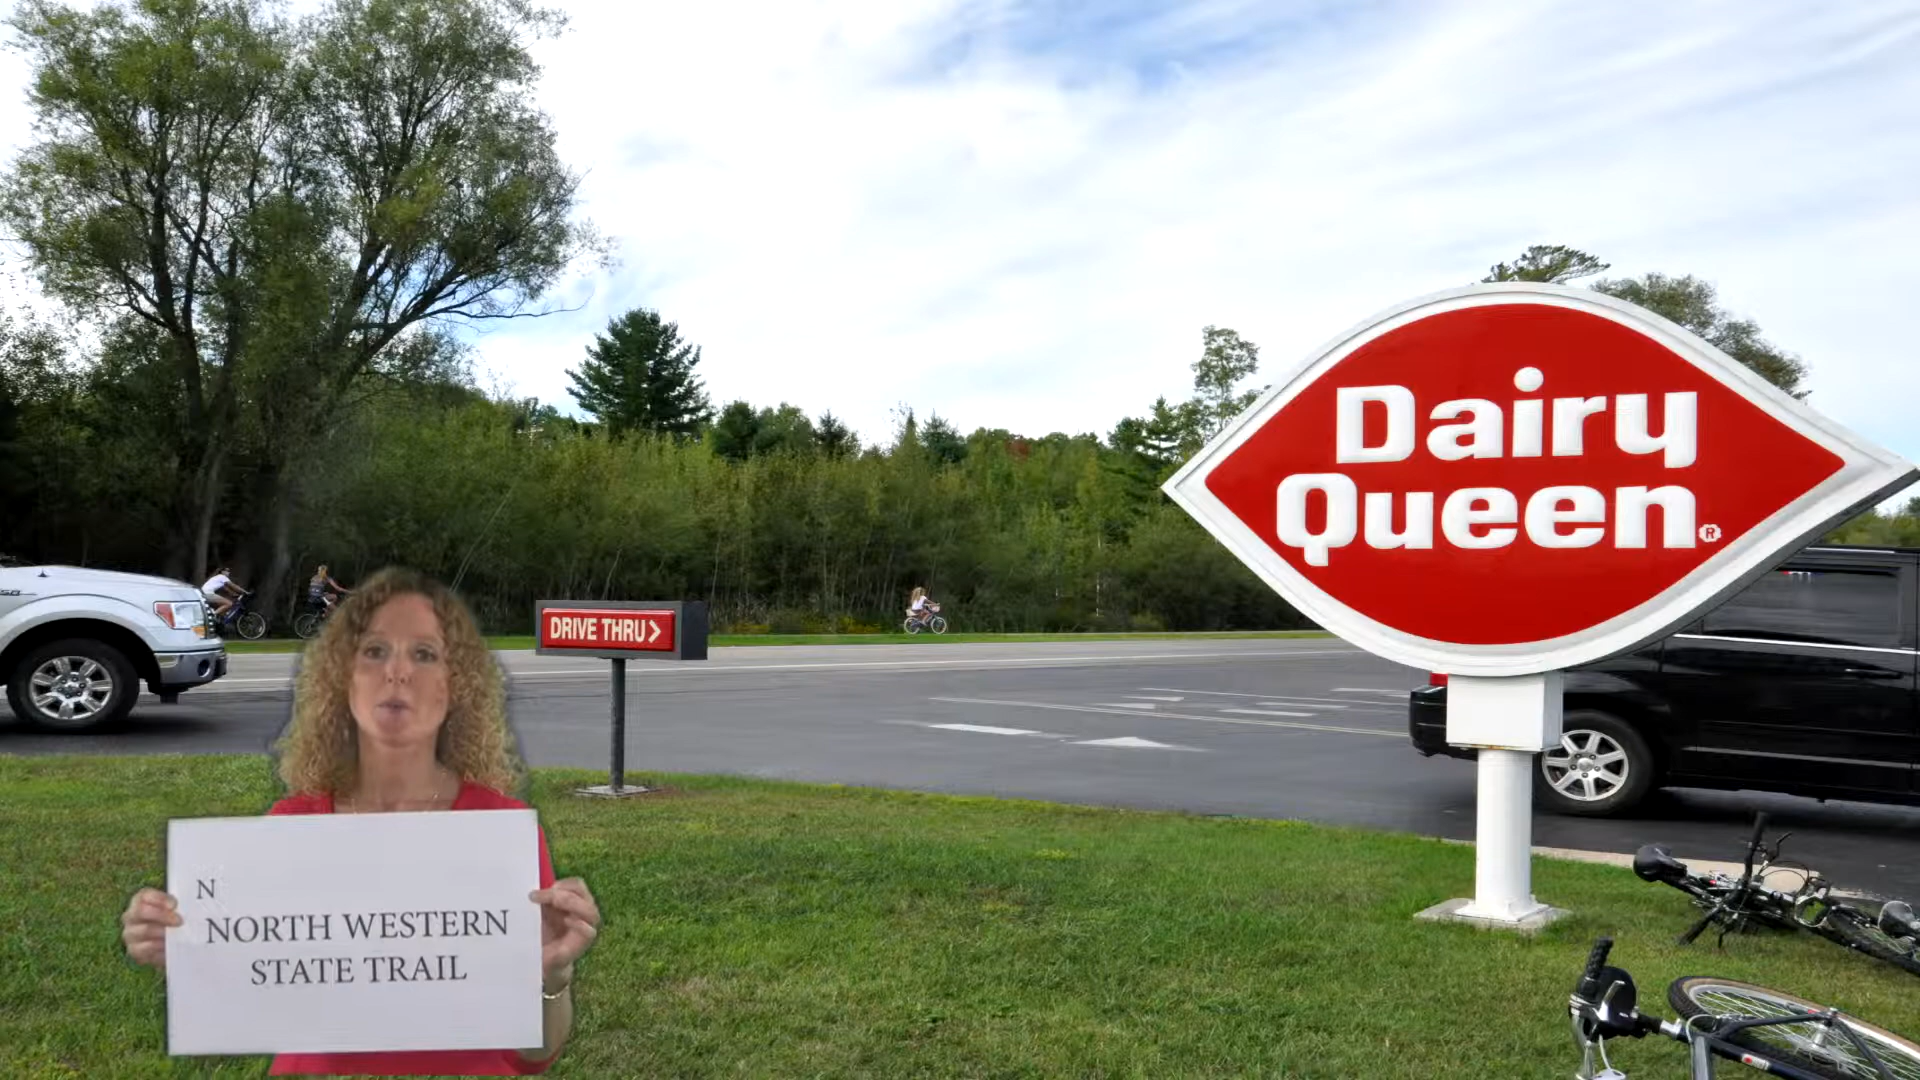 Dairy
Queen®
DRIVE THRU >
N
NORTH WESTERN
STATE TRAIL